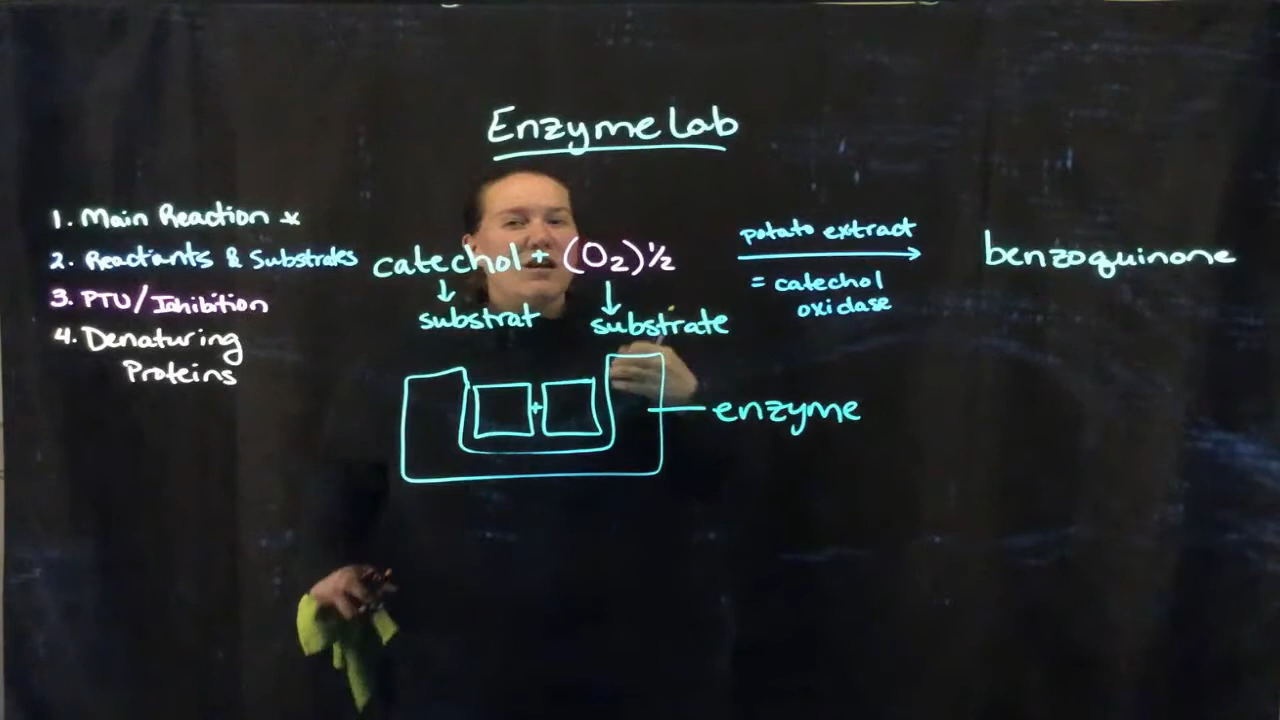 Enzyme Lab
1. Main Reaction *
2. Reactants & Substrates
3. PTU/Inhibition
4. Denaturing
Proteins
catechol + (O₂)½
potato extract
= catechol
oxidase
benzoquinone
substrat
substrate
+
enzyme